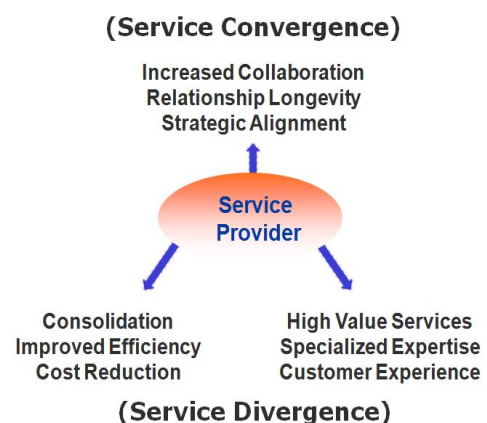 (Service Convergence)
Increased Collaboration
Relationship Longevity
Strategic Alignment
Service
Provider
Consolidation
Improved Efficiency
Cost Reduction
High Value Services
Specialized Expertise
Customer Experience
(Service Divergence)